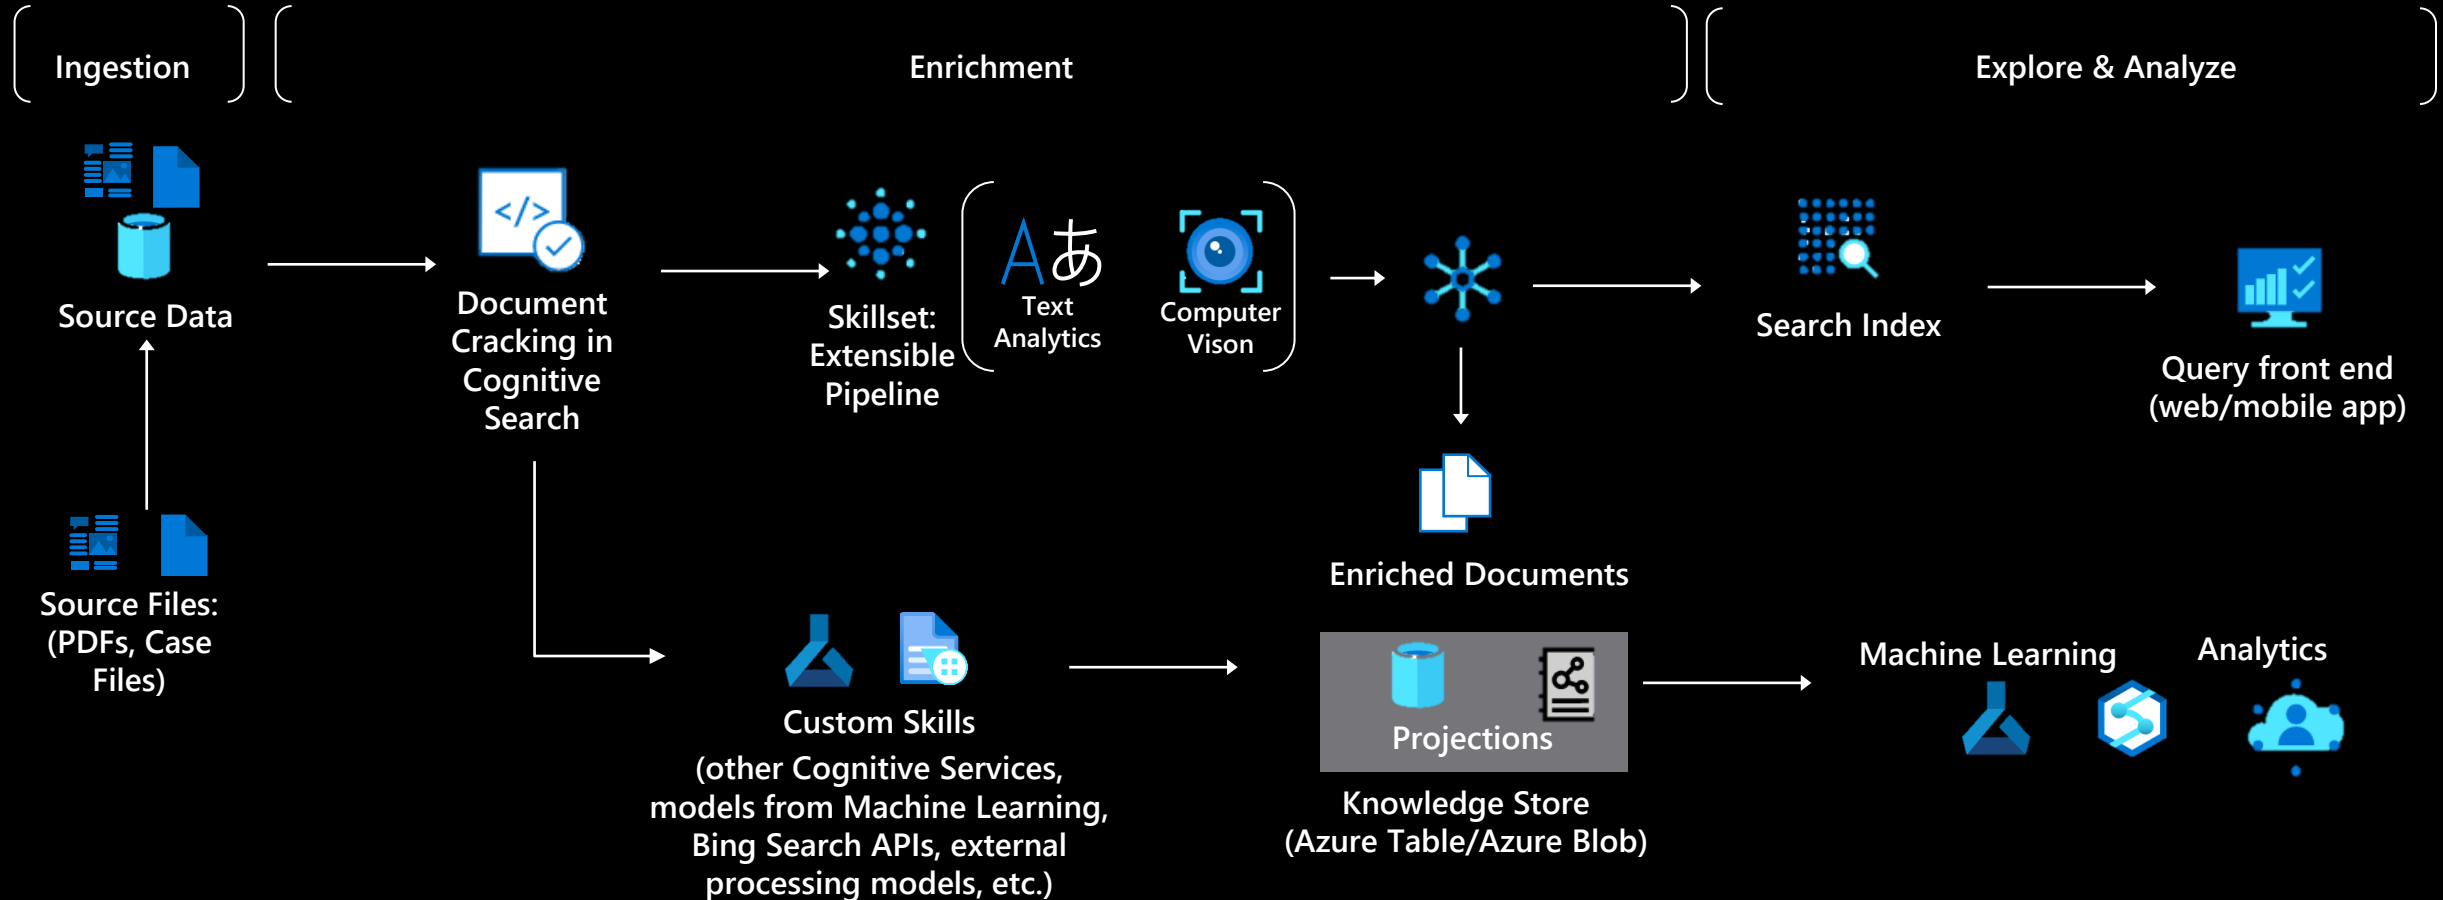 Ingestion
Enrichment
Explore & Analyze
Source Data
Document
Cracking in
Cognitive
Search
Skillset:
Extensible
Pipeline
Aあ
Text
Analytics
Computer
Vison
Search Index
Query front end
(web/mobile app)
Source Files:
(PDFs, Case
Files)
Custom Skills
(other Cognitive Services,
models from Machine Learning,
Bing Search APIs, external
processing models, etc.)
Enriched Documents
Projections
Knowledge Store
(Azure Table/Azure Blob)
Machine Learning
Analytics